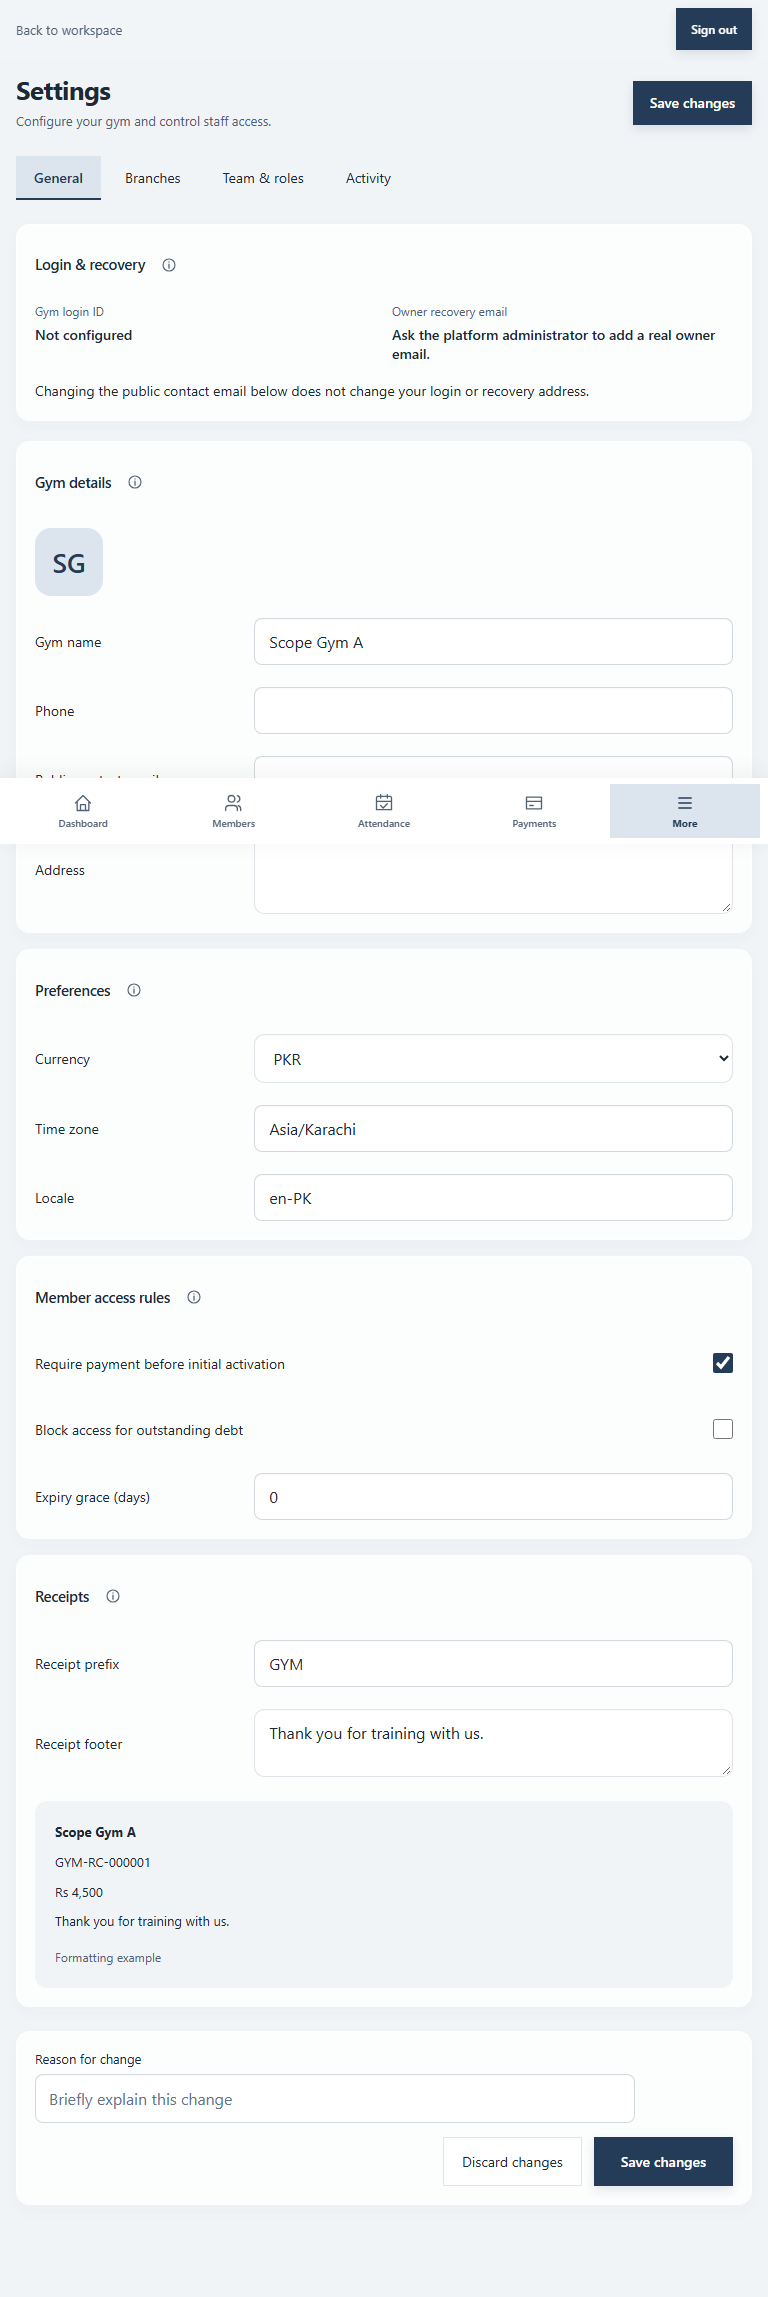 Back to workspace
Sign out
Settings
Configure your gym and control staff access.
Save changes
General
Branches
Team & roles
Activity
Login & recovery
Gym login ID
Not configured
Owner recovery email
Ask the platform administrator to add a real owner
email.
Changing the public contact email below does not change your login or recovery address.
Gym details
SG
Gym name
Scope Gym A
Phone
Dashboard
Members
Attendance
Payments
More
Address
Preferences
Currency
PKR
Time zone
Asia/Karachi
Locale
en-PK
Member access rules
Require payment before initial activation
Block access for outstanding debt
Expiry grace (days)
0
Receipts
Receipt prefix
GYM
Receipt footer
Thank you for training with us.
Scope Gym A
GYM-RC-000001
Rs 4,500
Thank you for training with us.
Formatting example
Reason for change
Briefly explain this change
Discard changes
Save changes